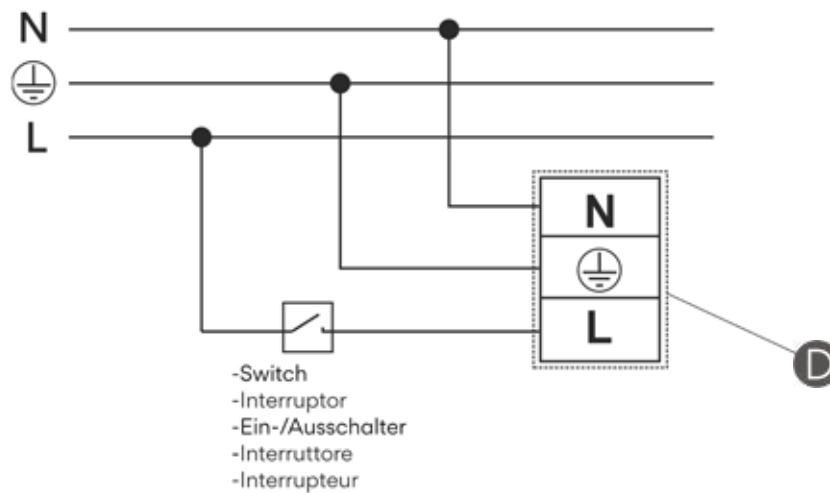 N
L
N
L
D
-Switch
-Interruptor
-Ein-/Ausschalter
-Interruttore
-Interrupteur